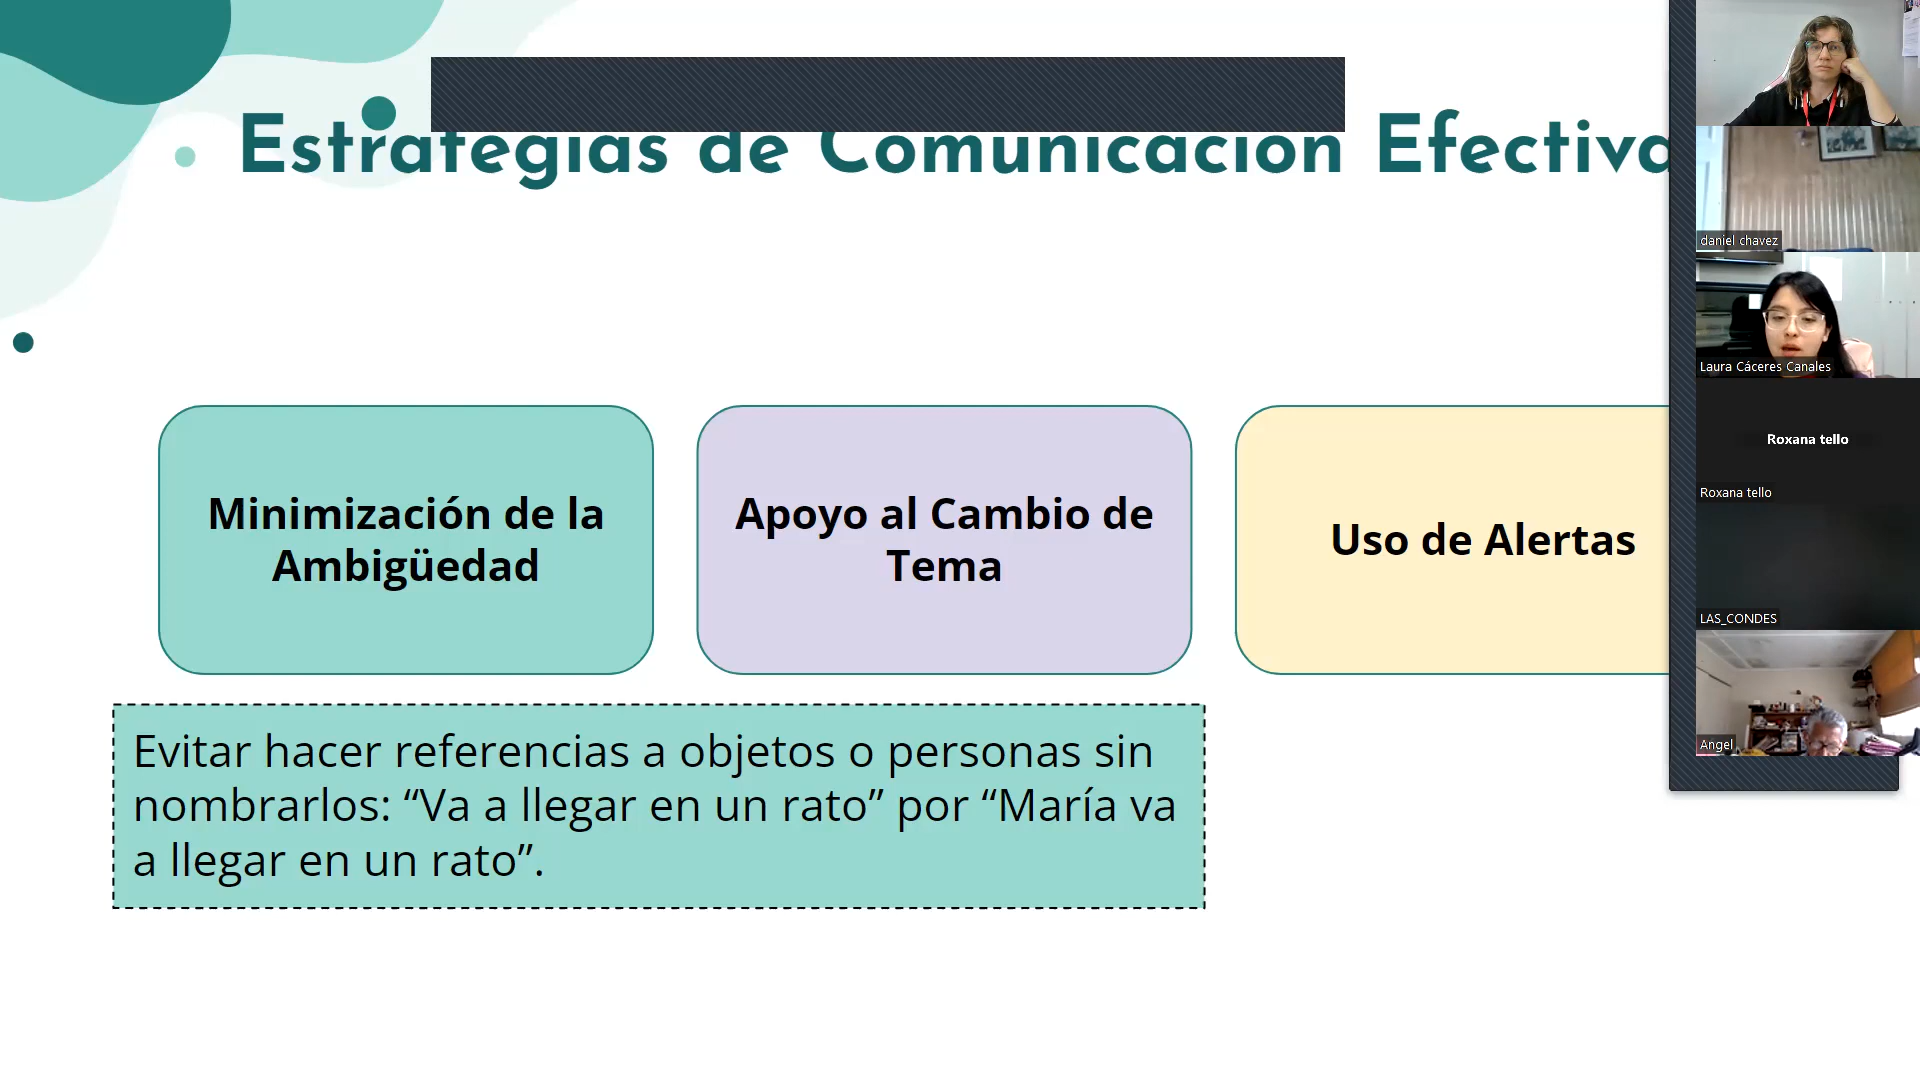 Estrategias de Comunicación Efectiva
Minimización de la
Ambigüedad
Apoyo al Cambio de
Tema
Uso de Alertas
Evitar hacer referencias a objetos o personas sin
nombrarlos: “Va a llegar en un rato” por “María va
a llegar en un rato”.
daniel chavez
Laura Cáceres Canales
Roxana tello
Roxana tello
LAS_CONDES
Angel